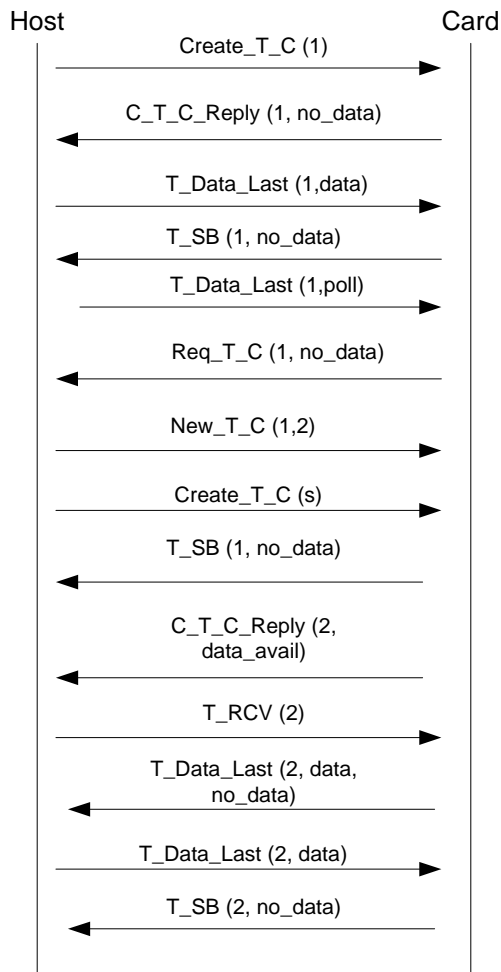 Host Card
Create_T_C (1)
C_T_C_Reply (1, no_data)
T_Data_Last (1,data)
T_SB (1, no_data)
T_Data_Last (1,poll)
Req_T_C (1, no_data)
New_T_C (1,2)
Create_T_C (s)
T_SB (1, no_data)
C_T_C_Reply (2,
data_avail)
T_RCV (2)
T_Data_Last (2, data,
no_data)
T_Data_Last (2, data)
T_SB (2, no_data)